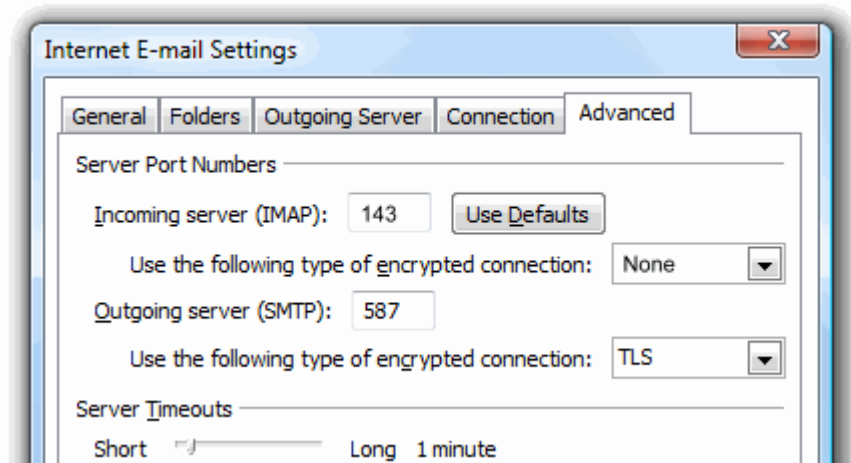 Internet E-mail Settings
General Folders Outgoing Server Connection Advanced
Server Port Numbers
Incoming server (IMAP): 143 Use Defaults
Use the following type of encrypted connection: None
Outgoing server (SMTP): 587
Use the following type of encrypted connection: TLS
Server Timeouts
Short Long 1 minute